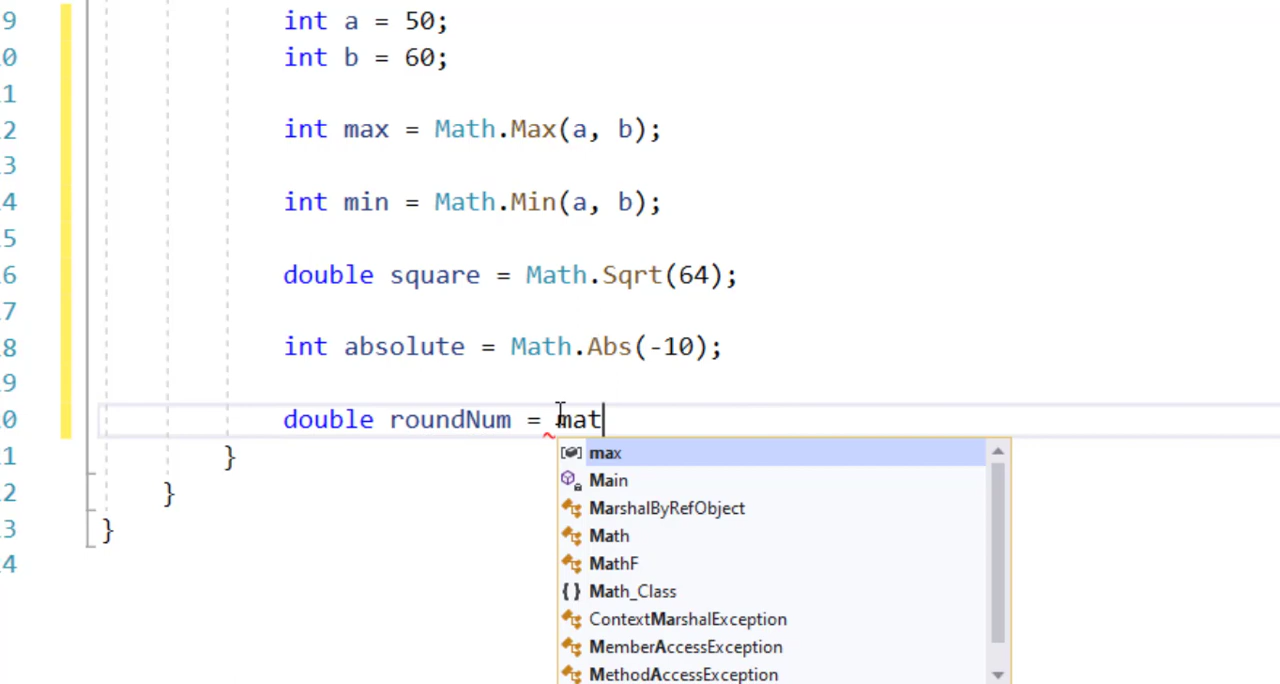 9 int a = 50;
0 int b = 60;
1
2 int max = Math.Max(a, b);
3
4 int min = Math.Min(a, b);
5
6 double square = Math.Sqrt(64);
7
8 int absolute = Math.Abs(-10);
9
0 double roundNum = mat
1 }
2 }
3 }
4
max
Main
MarshalByRefObject
Math
MathF
{ } Math_Class
ContextMarshalException
MemberAccessException
MethodAccessException